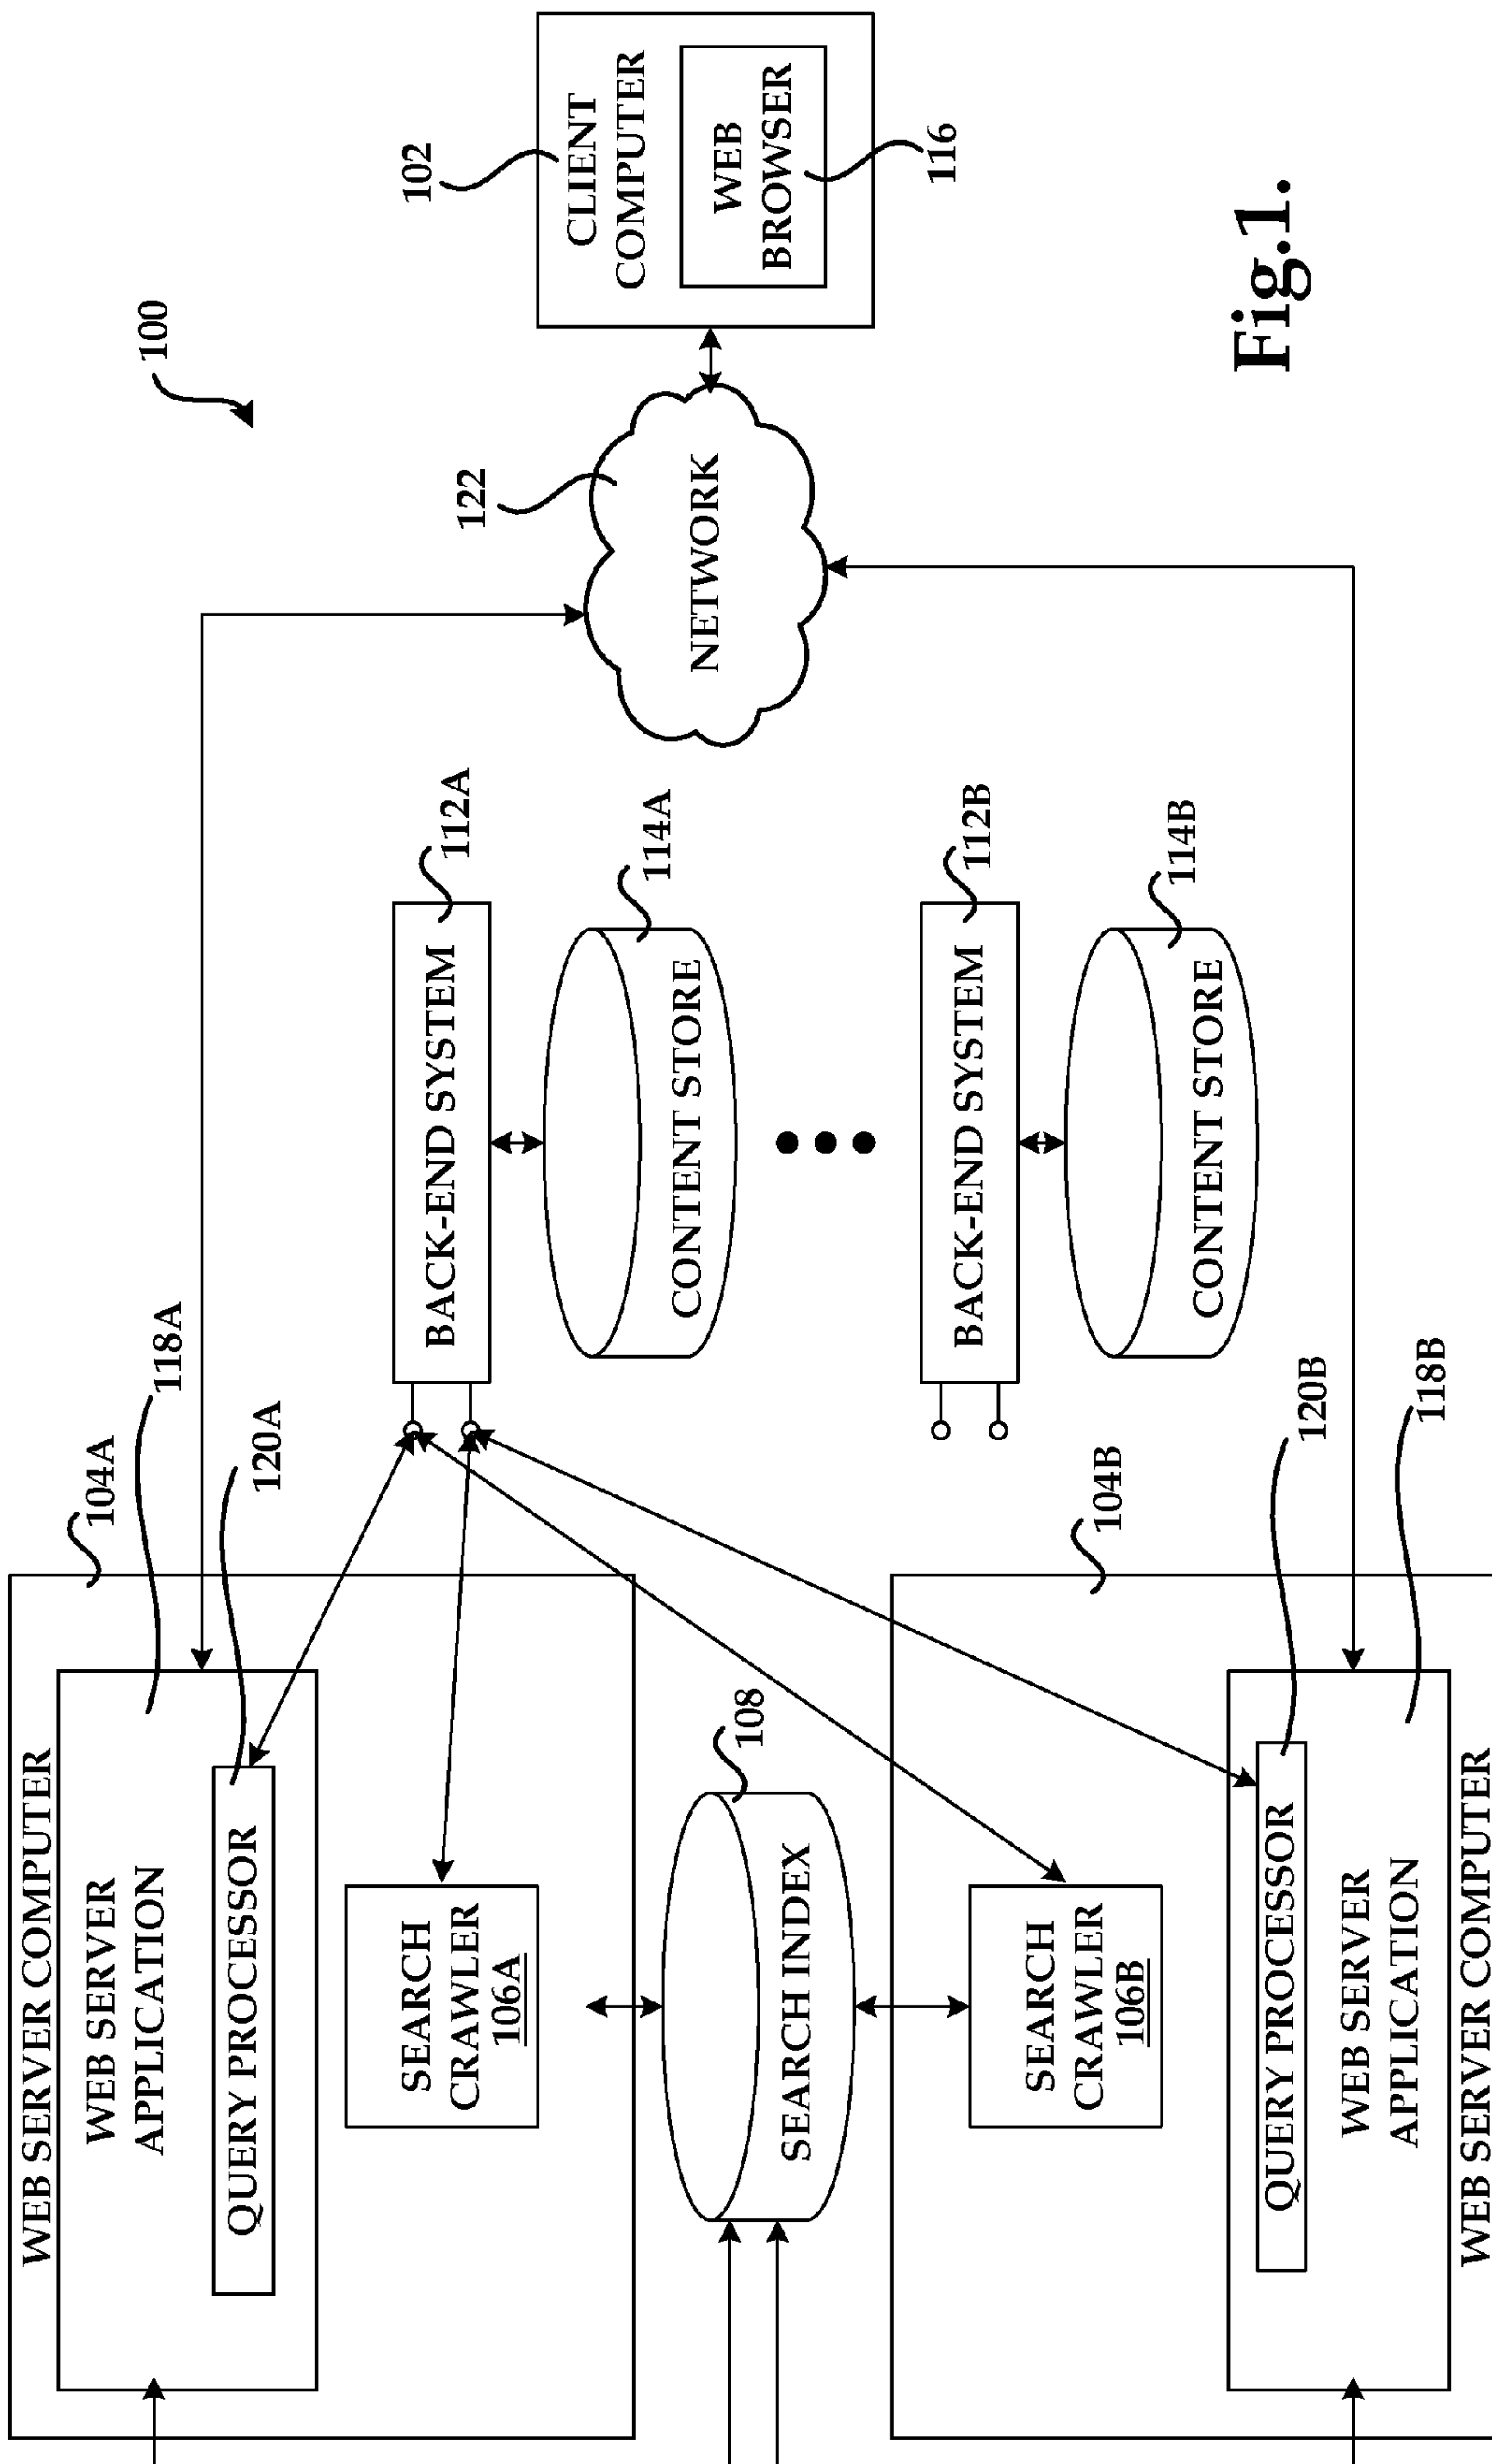 WEB SERVER COMPUTER
104A
WEB SERVER
APPLICATION
118A
QUERY PROCESSOR
120A
SEARCH
CRAWLER
106A
SEARCH INDEX
108
SEARCH
CRAWLER
106B
104B
QUERY PROCESSOR
120B
WEB SERVER
APPLICATION
118B
WEB SERVER COMPUTER
BACK-END SYSTEM
112A
CONTENT STORE
114A
BACK-END SYSTEM
112B
CONTENT STORE
114B
100
122
NETWORK
102
CLIENT
COMPUTER
WEB
BROWSER
116
Fig.1.